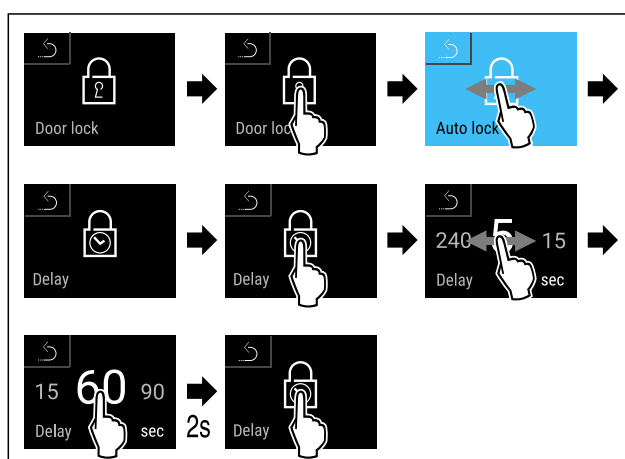 Door lock
Door loc
Auto lock
Delay
Delay
240 5 15
Delay sec
15 60 90
Delay sec
2s
Delay